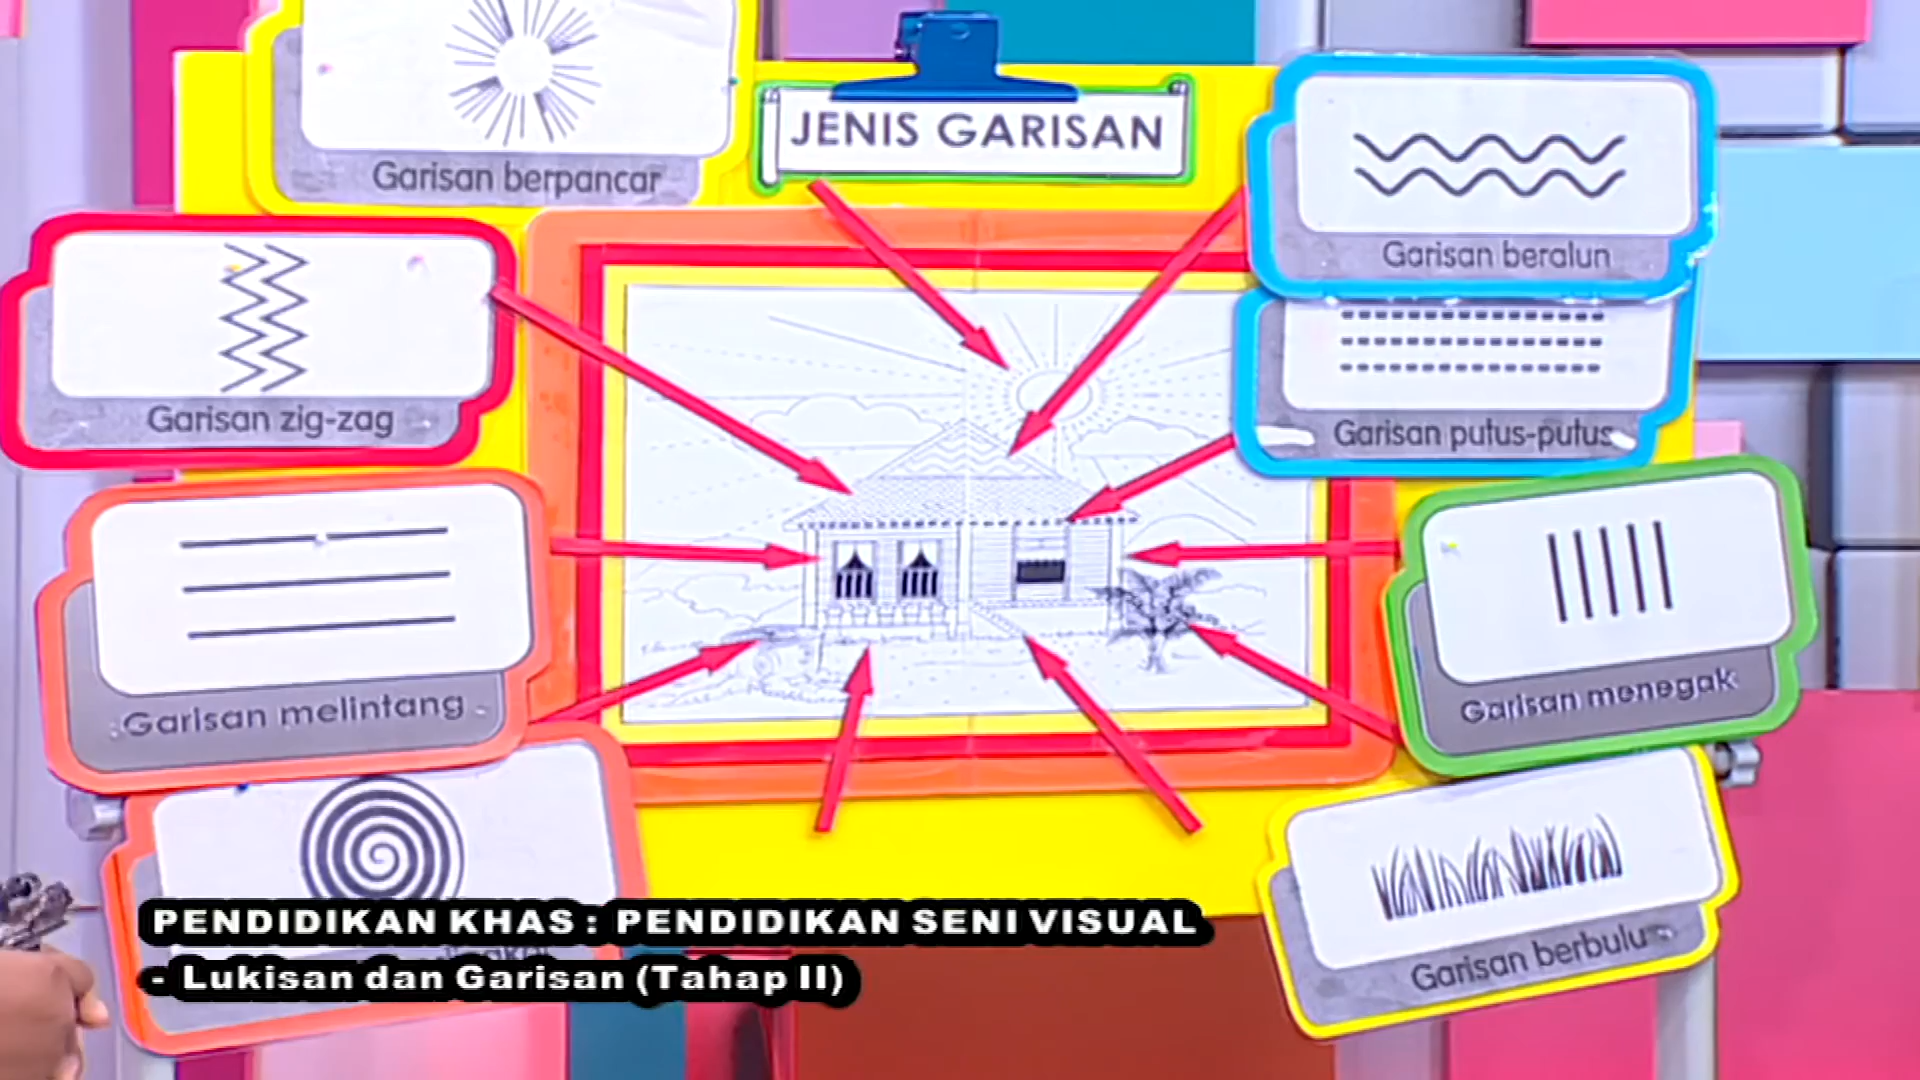 Garisan berpancar
JENIS GARISAN
Garisan beralun
Garisan zig-zag
Garisan putus-putus
Garisan melintang
Garisan menegak
Garisan berbulu
PENDIDIKAN KHAS : PENDIDIKAN SENI VISUAL
- Lukisan dan Garisan (Tahap II)